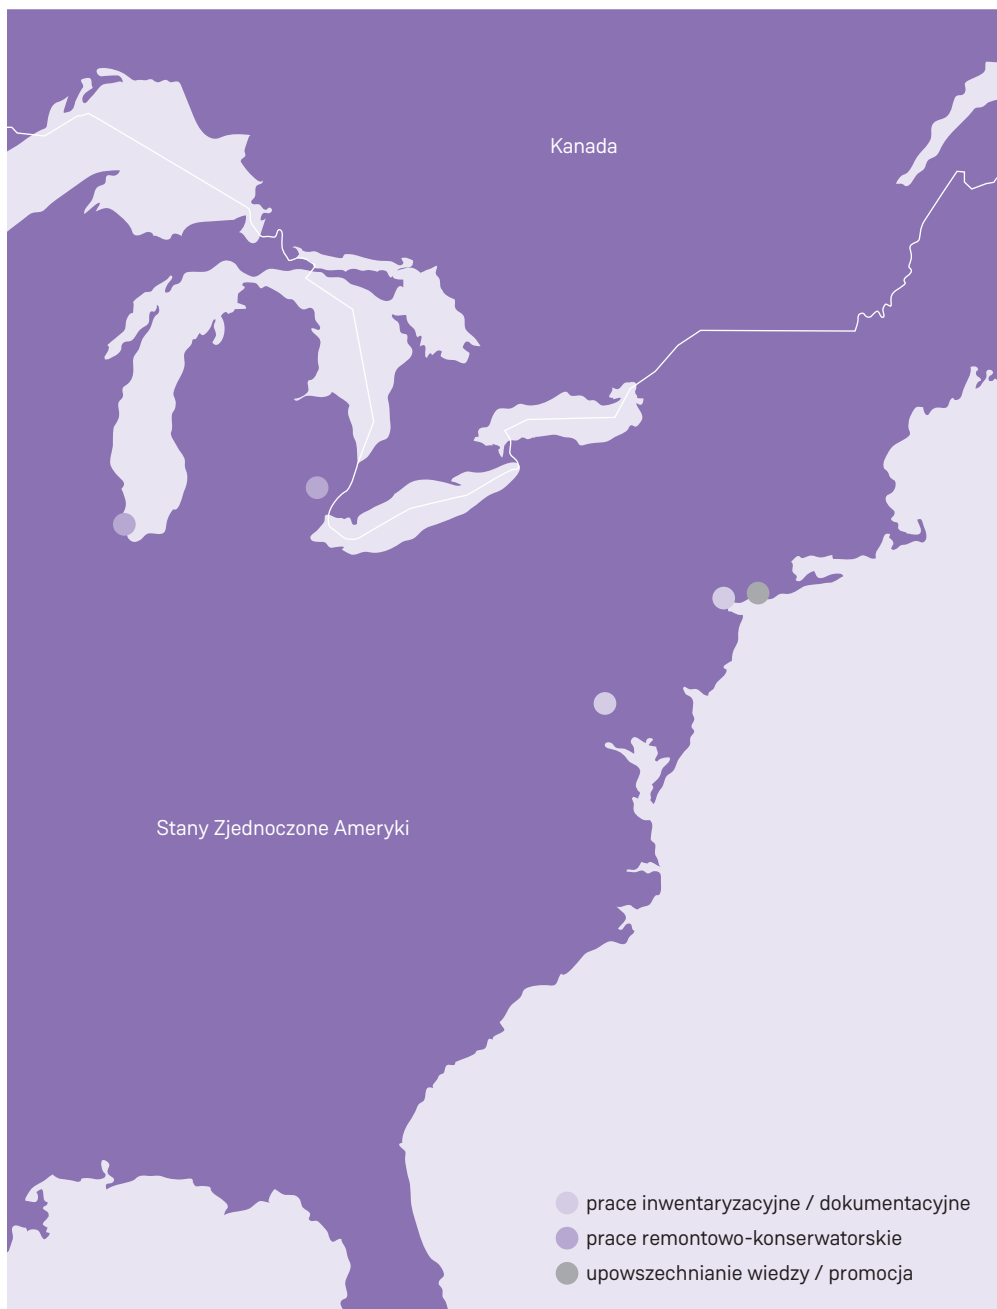 Kanada
Stany Zjednoczone Ameryki
prace inwentaryzacyjne / dokumentacyjne
prace remontowo-konserwatorskie
upowszechnianie wiedzy / promocja